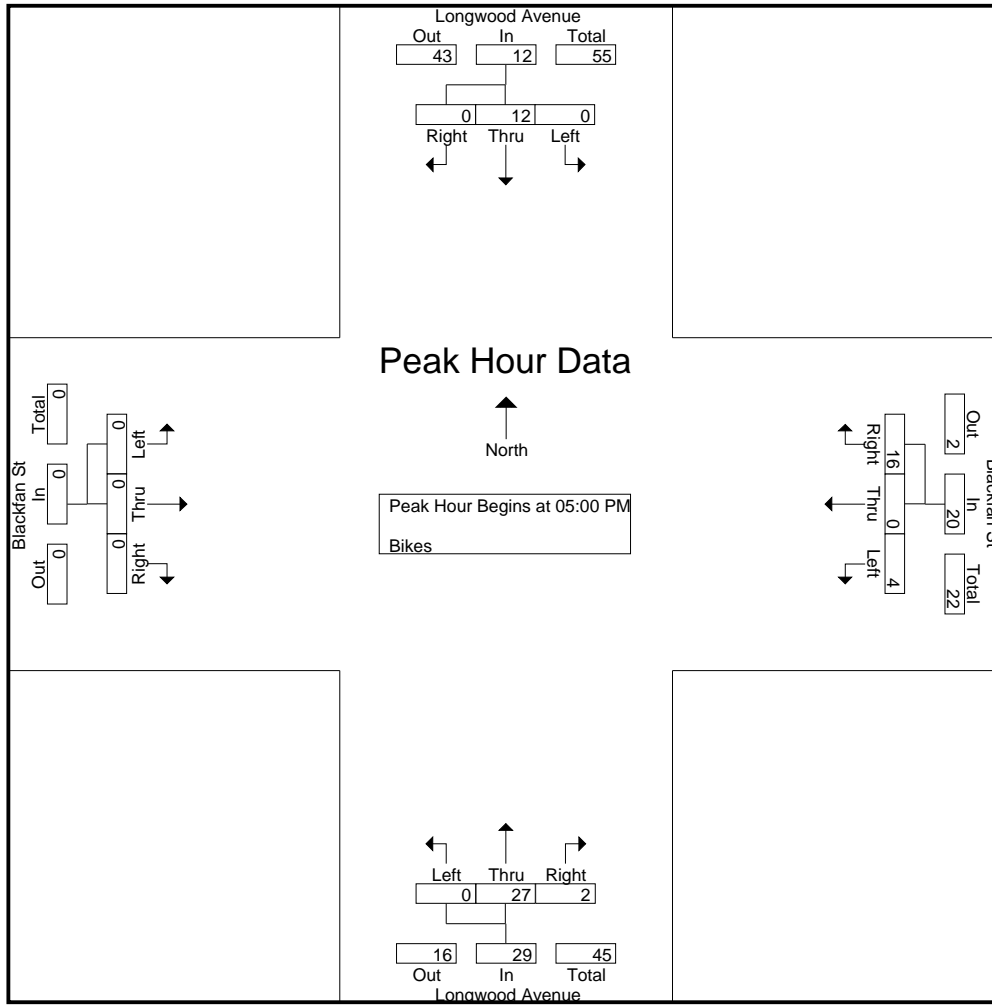 Longwood Avenue
Out In Total
43 12 55
0 12 0
Right Thru Left
Peak Hour Data
North
Peak Hour Begins at 05:00 PM
Bikes
Blackfan St
Total In Out
0 0 0
0 0 0
Left Thru Right
Blackfan St
Out In Total
2 20 22
16 0 4
Right Thru Left
Left Thru Right
0 27 2
16 29 45
Out In Total
Longwood Avenue